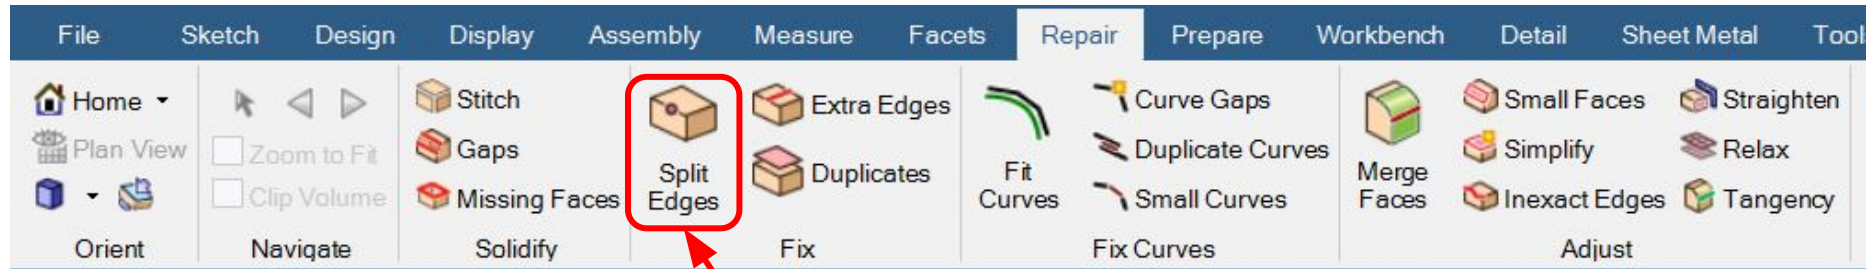 File Sketch Design Display Assembly Measure Facets Repair Prepare Workbench Detail Sheet Metal Tool
Home
Plan View
Orient
Zoom to Fit
Clip Volume
Navigate
Stitch
Gaps
Missing Faces
Solidify
Split
Edges
Extra Edges
Duplicates
Fix
Fit
Curves
Curve Gaps
Duplicate Curves
Small Curves
Fix Curves
Merge
Faces
Small Faces
Simplify
Inexact Edges
Straighten
Relax
Tangency
Adjust